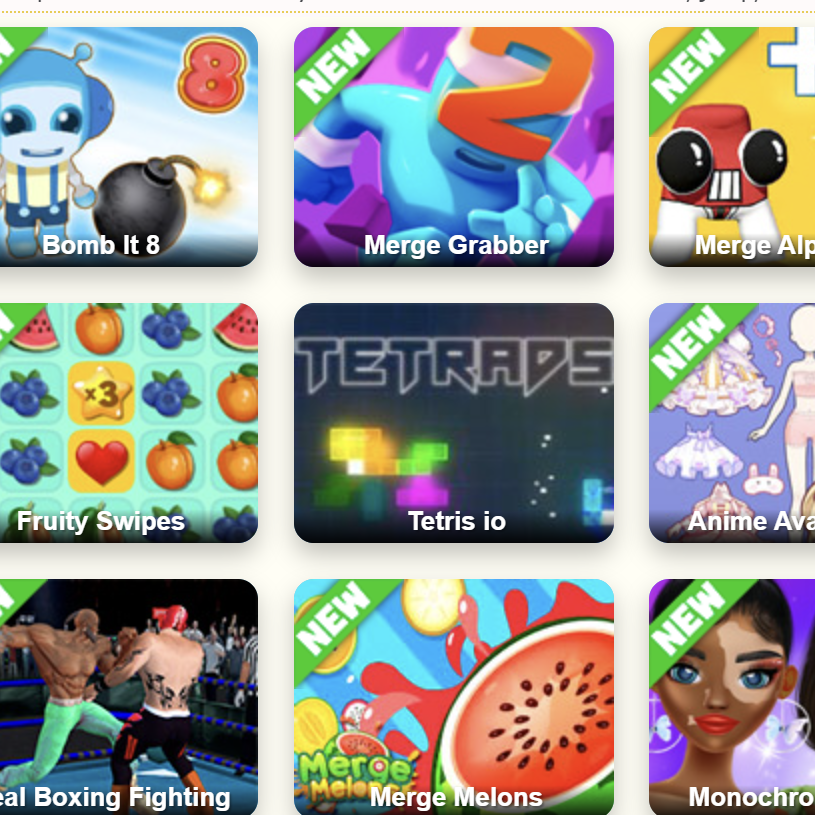 8
Bomb It 8
NEW
2
Merge Grabber
NEW
Merge Alp
x3
Fruity Swipes
TETRADS
Tetris io
NEW
Anime Ava
eal Boxing Fighting
NEW
Merge
Melons
Merge Melons
NEW
Monochro